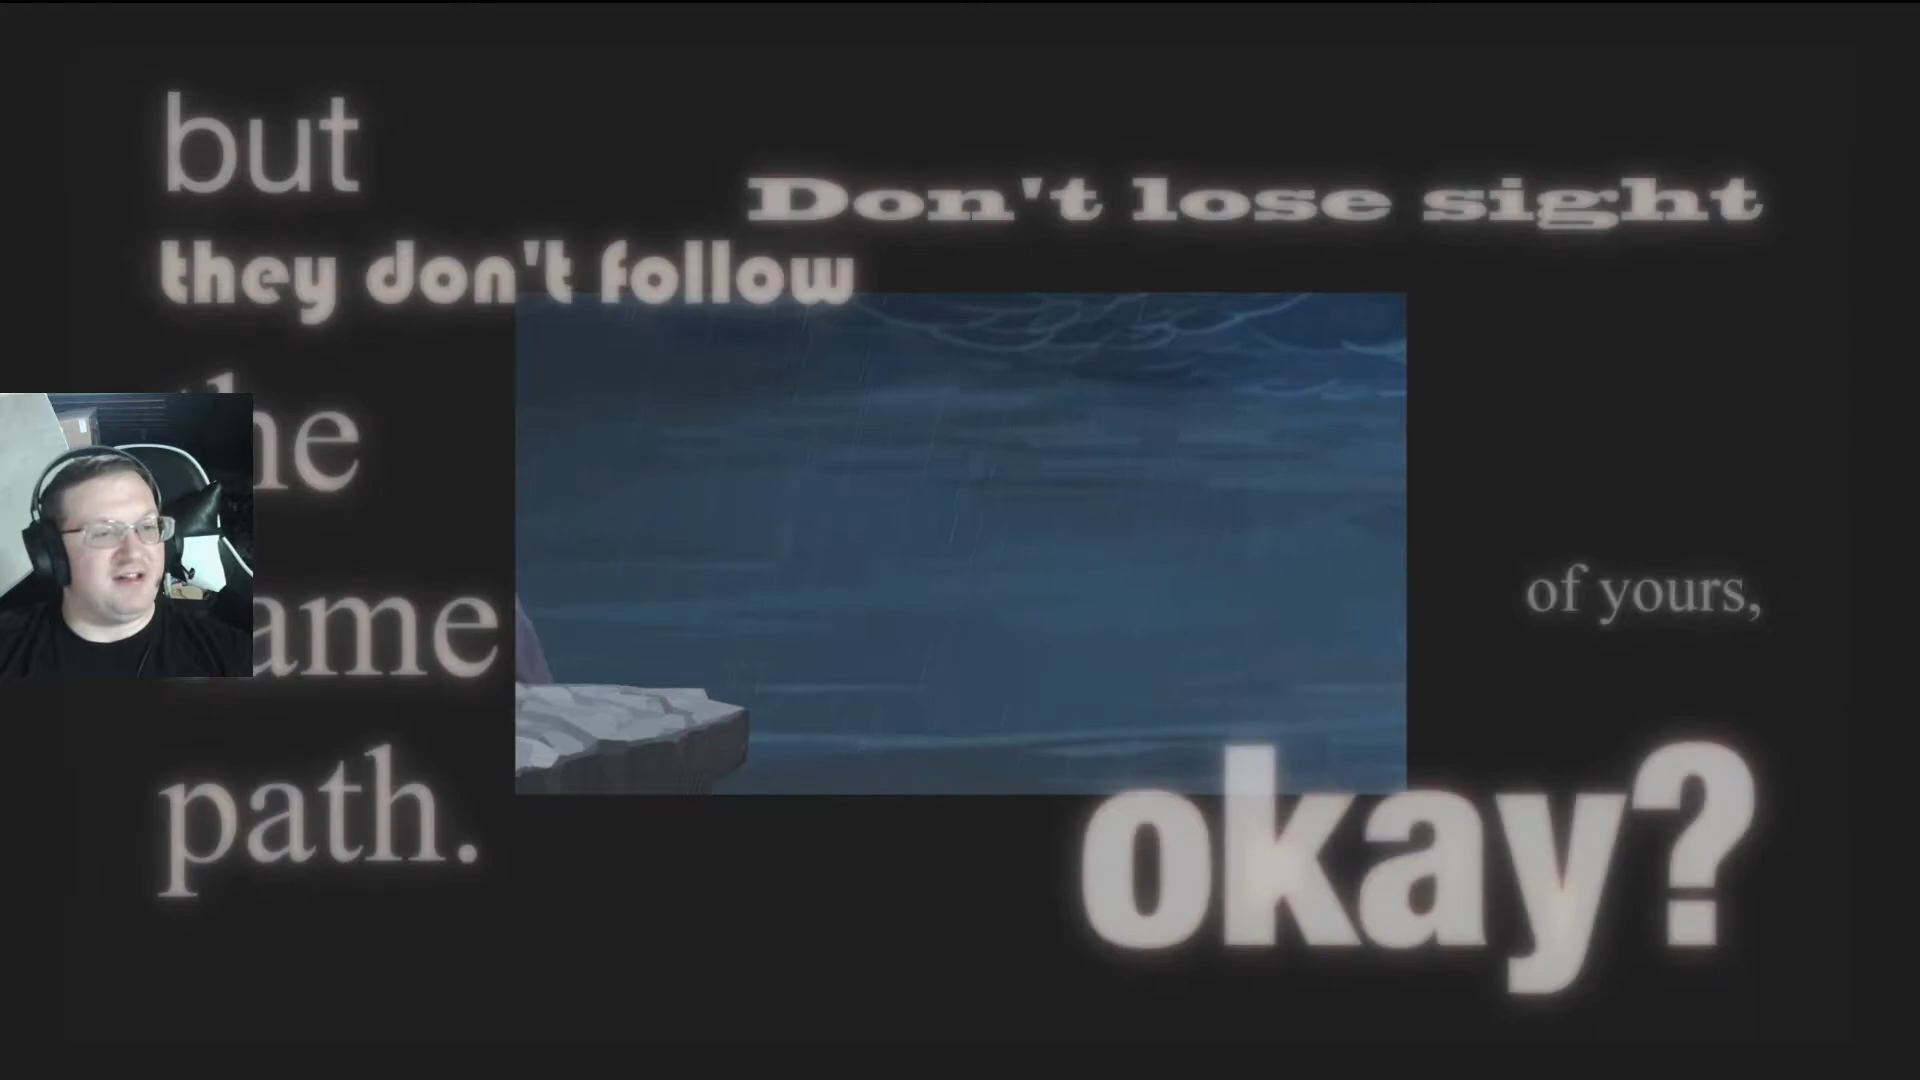 but
they don't follow
path.
Don't lose sight
of yours,
okay?